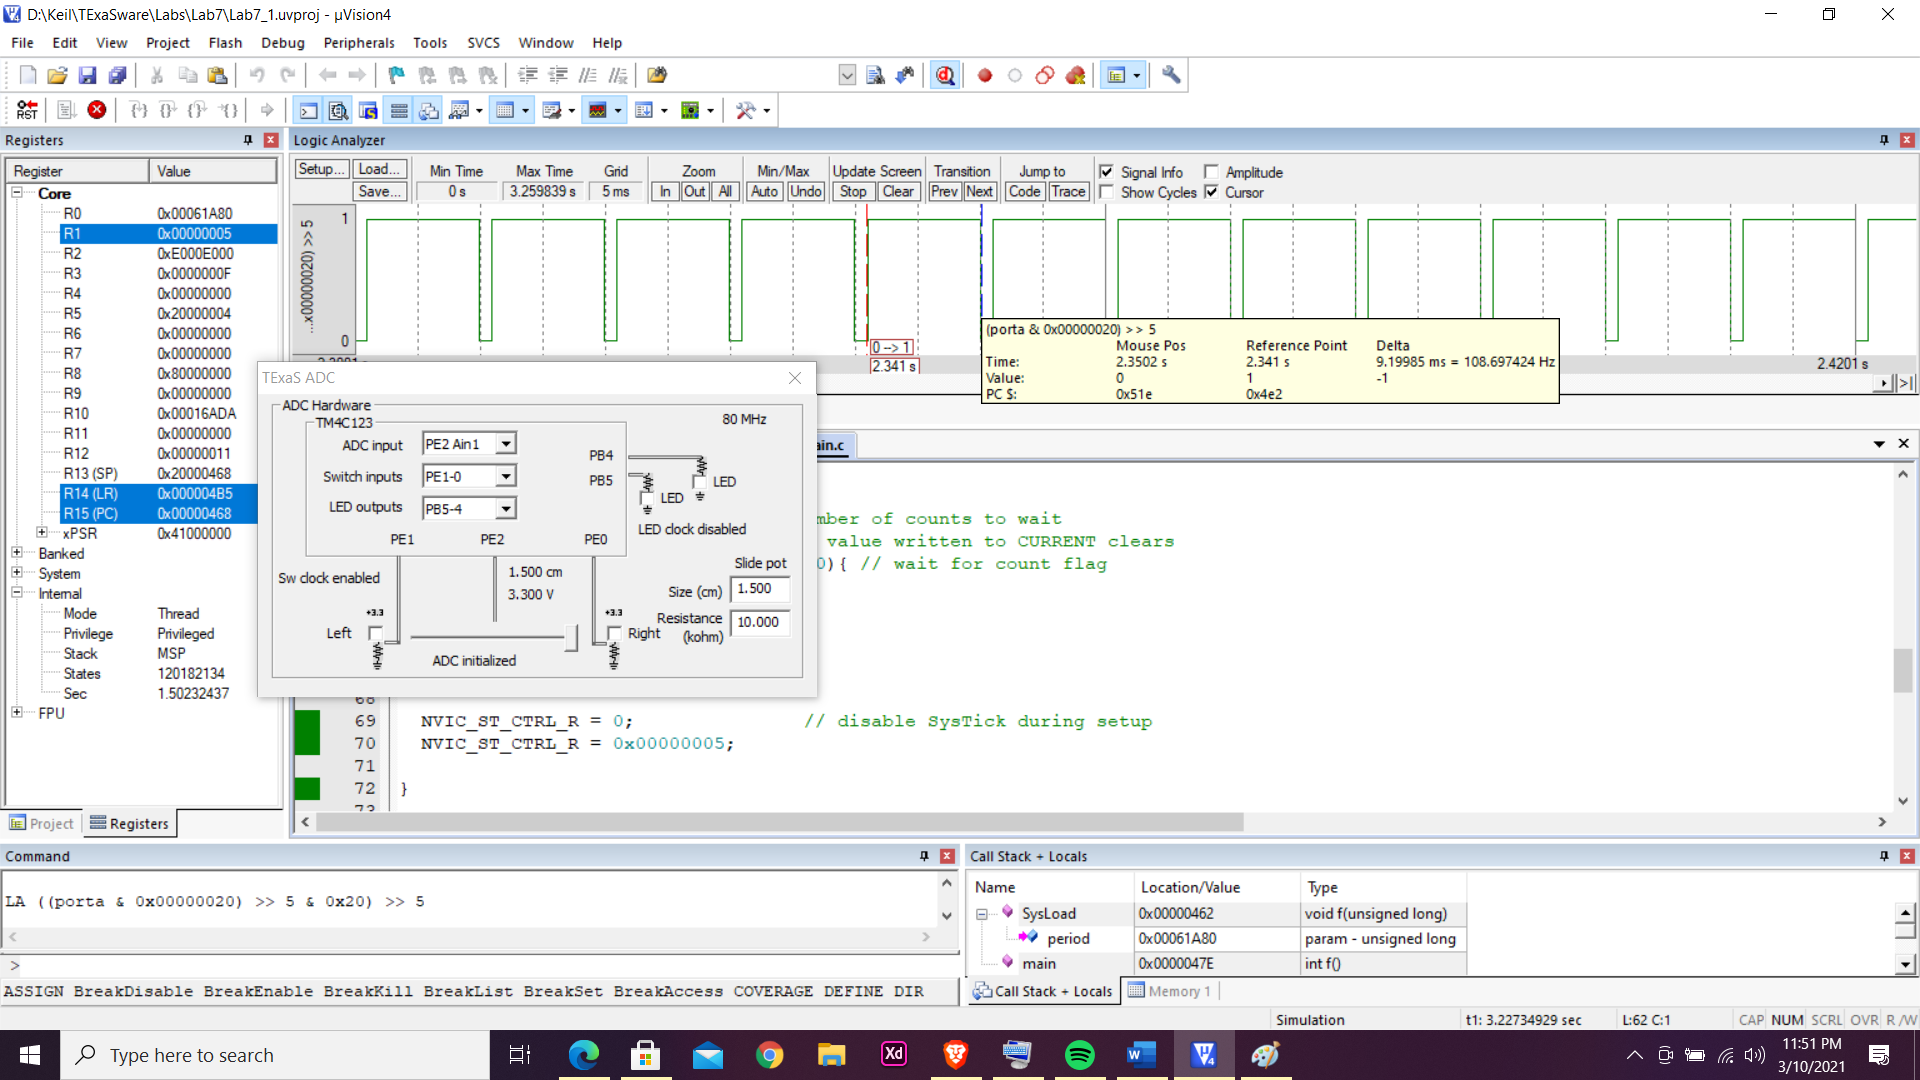 D:\Keil\TExaSware\Labs\Lab7\Lab7_1.uvproj - µVision4
File Edit View Project Flash Debug Peripherals Tools SVCS Window Help
Registers
Register Value
Core
R0 0x00061A80
R1 0x00000005
R2 0xE000E000
R3 0x0000000F
R4 0x00000000
R5 0x20000004
R6 0x00000000
R7 0x00000000
R8 0x80000000
R9 0x00000000
R10 0x00016ADA
R11 0x00000000
R12 0x00000011
R13 (SP) 0x20000468
R14 (LR) 0x000004B5
R15 (PC) 0x00000468
xPSR 0x41000000
Banked
System
Internal
Mode Thread
Privilege Privileged
Stack MSP
States 120182134
Sec 1.50232437
FPU
Project Registers
Logic Analyzer
Setup... Load... Min Time Max Time Grid Zoom Min/Max Update Screen Transition Jump to Signal Info Amplitude
Save... 0 s 3.259839 s 5 ms In Out All Auto Undo Stop Clear Prev Next Code Trace Show Cycles Cursor
...x00000020) >> 5
1
0
0 --> 1
2.341 s
2.4201 s
(porta & 0x00000020) >> 5
Mouse Pos Reference Point Delta
Time: 2.3502 s 2.341 s 9.19985 ms = 108.697424 Hz
Value: 0 1 -1
PC $: 0x51e 0x4e2
TExaS ADC
ADC Hardware
TM4C123
80 MHz
ADC input PE2 Ain1
Switch inputs PE1-0
LED outputs PB5-4
PB4
PB5
LED
LED
LED clock disabled
PE1 PE2 PE0
Sw clock enabled
1.500 cm
3.300 V
Slide pot
Size (cm) 1.500
Resistance (kohm) 10.000
+3.3
+3.3
Left
Right
ADC initialized
ain.c
mber of counts to wait
value written to CURRENT clears
0){ // wait for count flag
68
69 NVIC_ST_CTRL_R = 0; // disable SysTick during setup
70 NVIC_ST_CTRL_R = 0x00000005;
71
72 }
73
Command
LA ((porta & 0x00000020) >> 5 & 0x20) >> 5
>
ASSIGN BreakDisable BreakEnable BreakKill BreakList BreakSet BreakAccess COVERAGE DEFINE DIR
Call Stack + Locals
Name Location/Value Type
SysLoad 0x00000462 void f(unsigned long)
period 0x00061A80 param - unsigned long
main 0x0000047E int f()
Call Stack + Locals Memory 1
Simulation t1: 3.22734929 sec L:62 C:1 CAP NUM SCRL OVR R/W
Type here to search
11:51 PM
3/10/2021